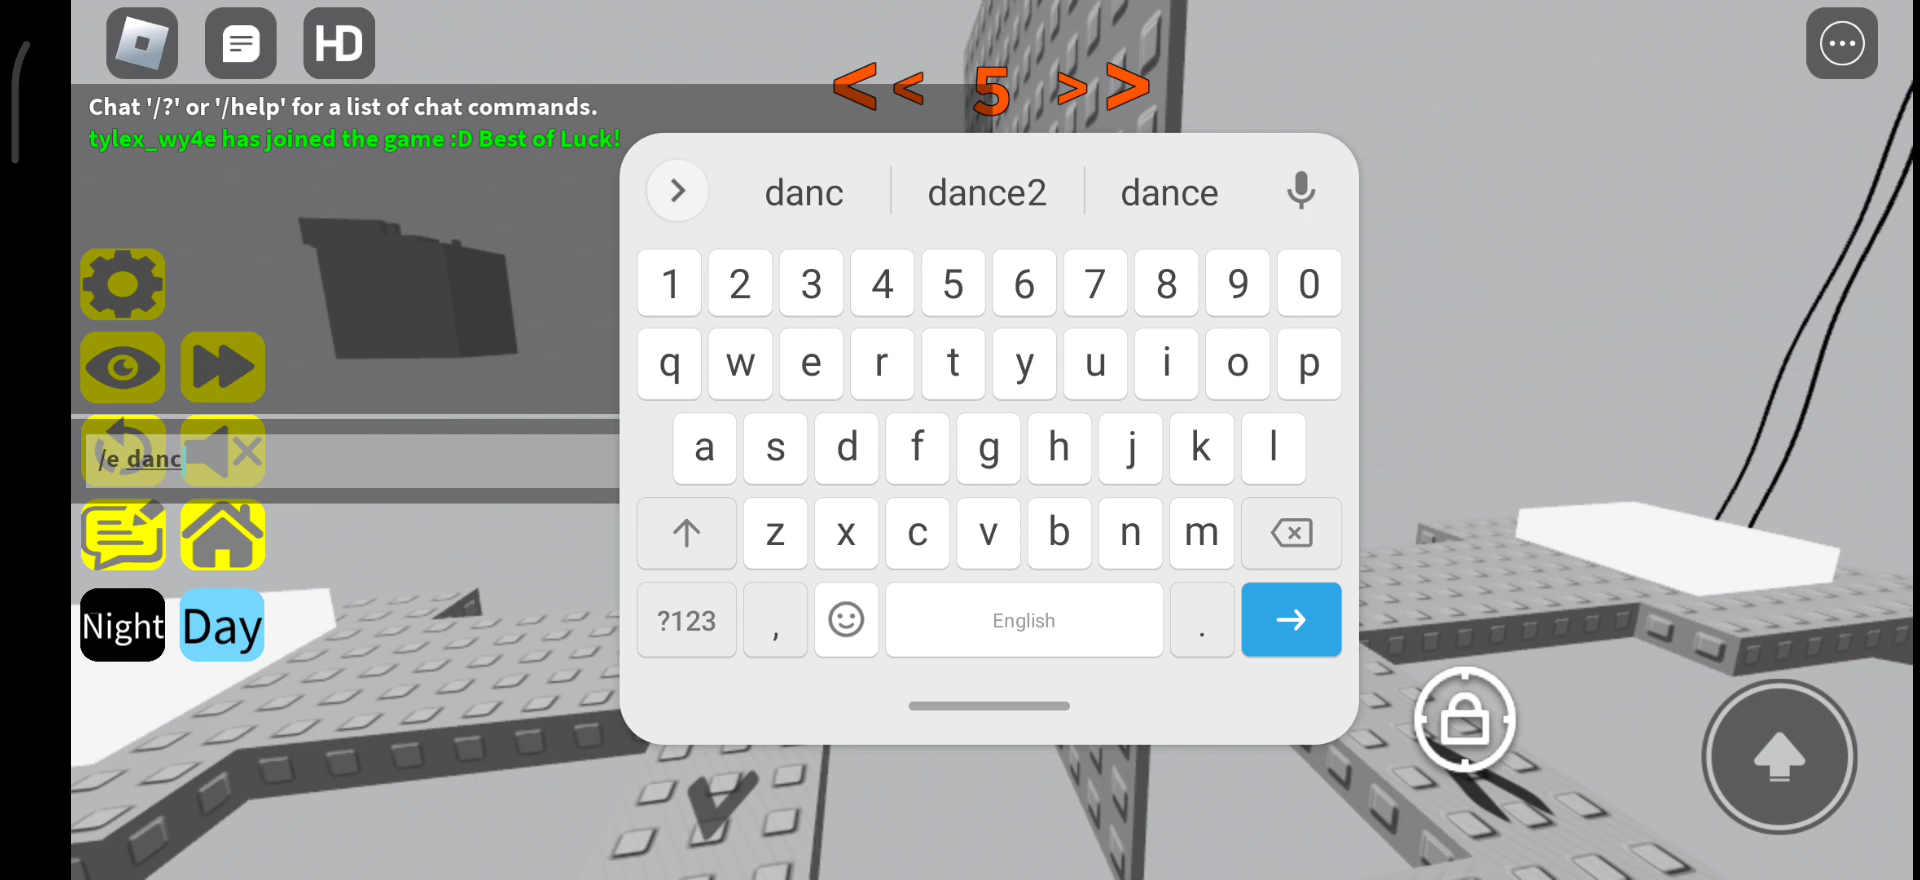 HD
<< 5 >>
Chat '/?' or '/help' for a list of chat commands.
tylex_wy4e has joined the game :D Best of Luck!
danc dance2 dance
1 2 3 4 5 6 7 8 9 0
q w e r t y u i o p
a s d f g h j k l
/e danc
z x c v b n m
?123 , English .
Night Day